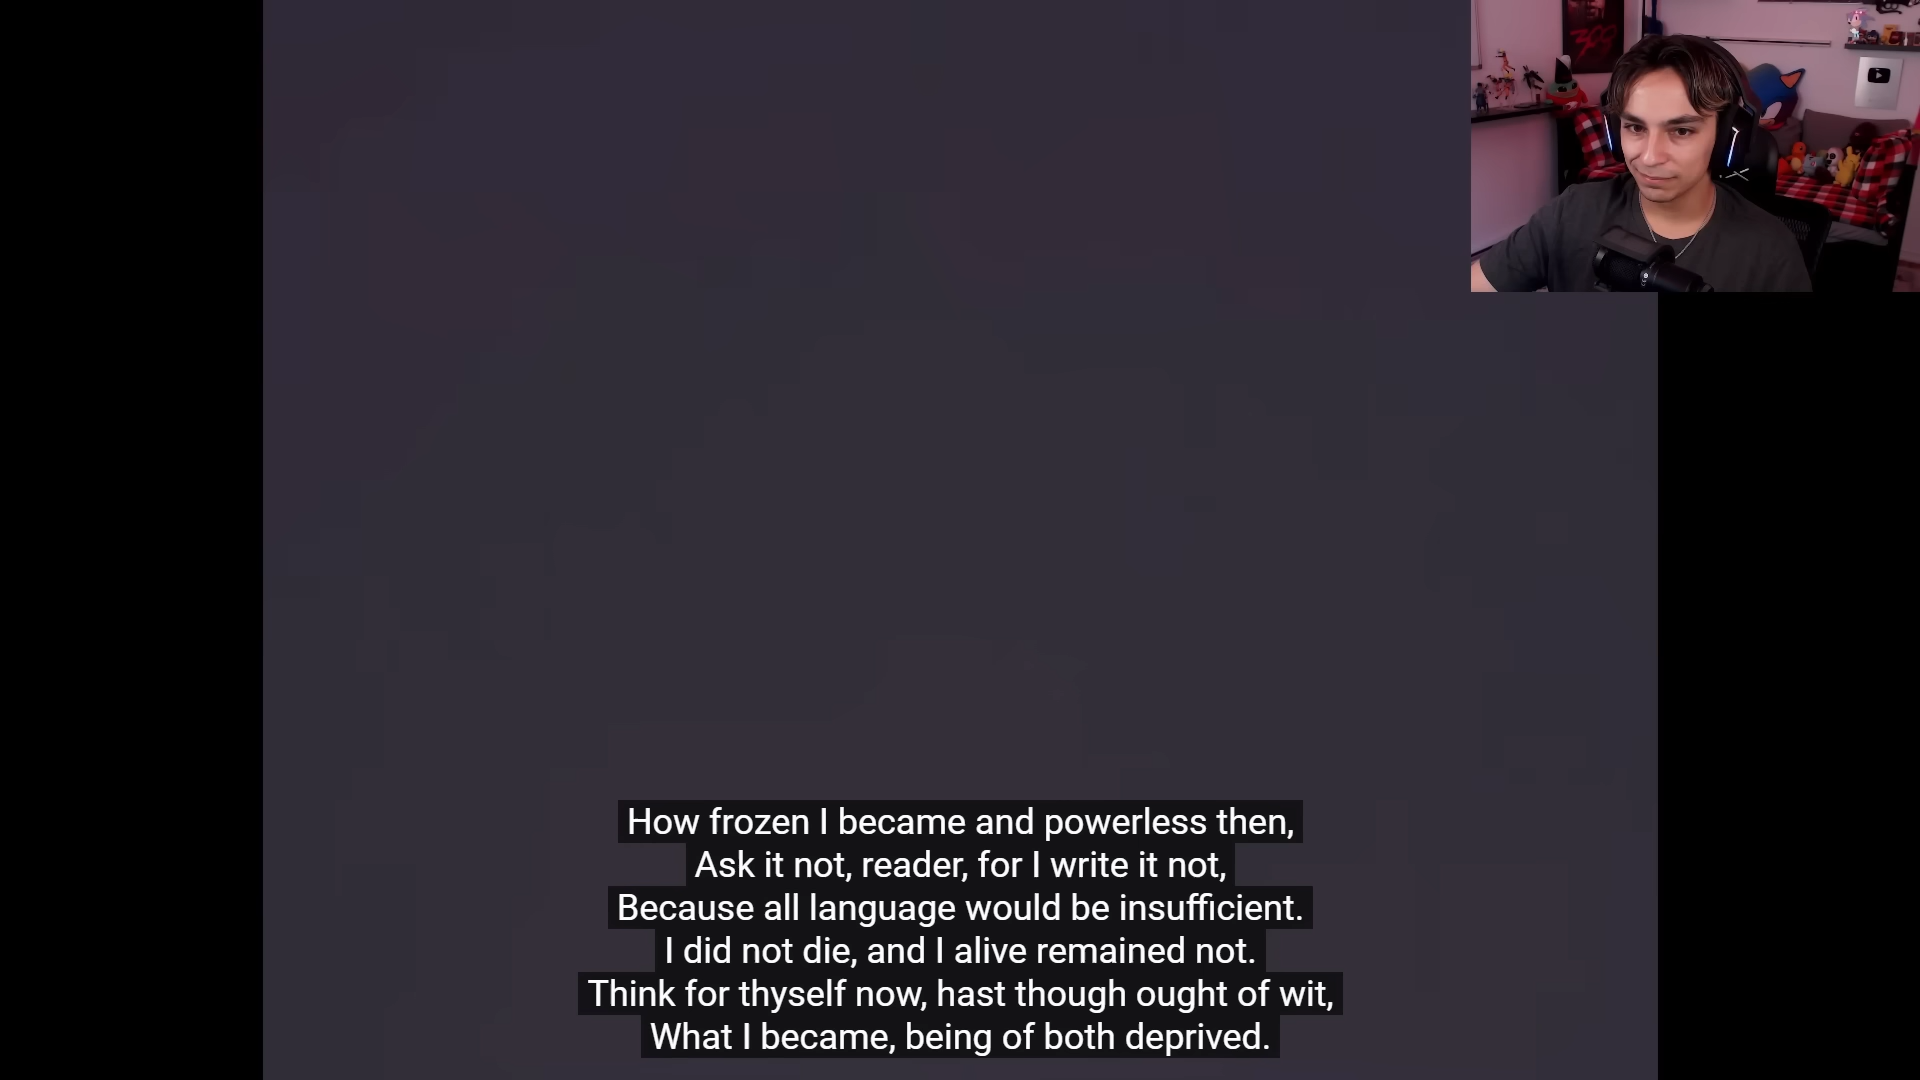 How frozen I became and powerless then,
Ask it not, reader, for I write it not,
Because all language would be insufficient.
I did not die, and I alive remained not.
Think for thyself now, hast though ought of wit,
What I became, being of both deprived.